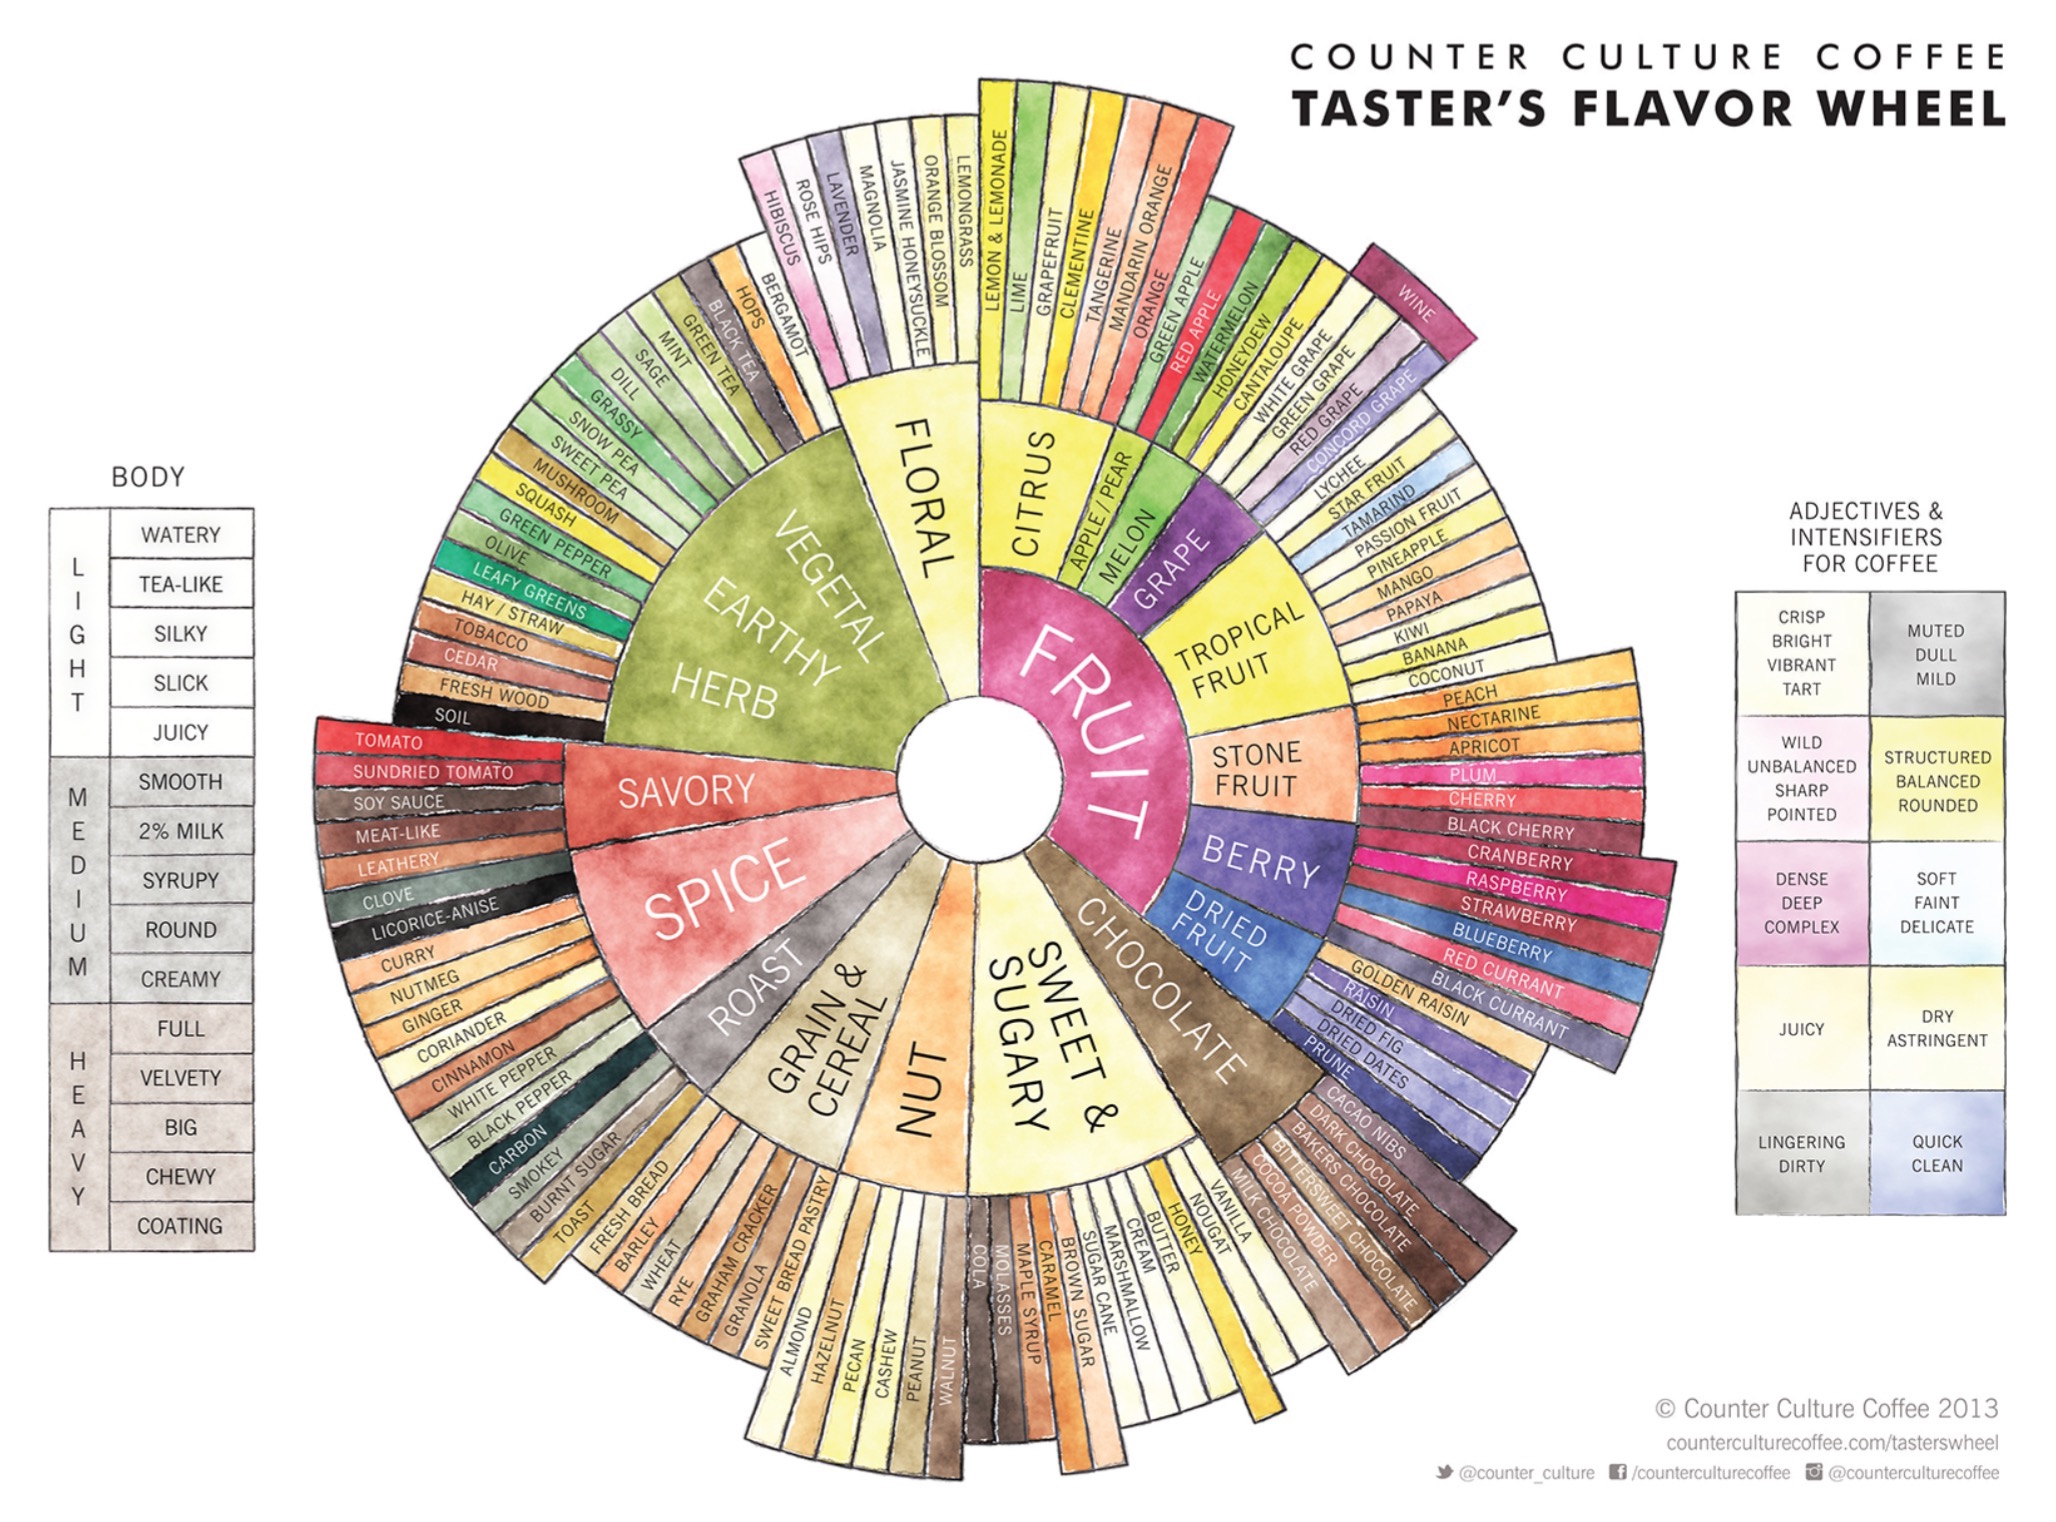 COUNTER CULTURE COFFEE
TASTER'S FLAVOR WHEEL
BODY
LIGHT
WATERY
TEA-LIKE
SILKY
SLICK
JUICY
MEDIUM
SMOOTH
2% MILK
SYRUPY
ROUND
CREAMY
HEAVY
FULL
VELVETY
BIG
CHEWY
COATING
FRUIT
CITRUS
LEMON & LEMONADE
LIME
GRAPEFRUIT
CLEMENTINE
TANGERINE
MANDARIN ORANGE
ORANGE
APPLE / PEAR
GREEN APPLE
RED APPLE
MELON
WATERMELON
HONEYDEW
CANTALOUPE
GRAPE
WHITE GRAPE
GREEN GRAPE
RED GRAPE
CONCORD GRAPE
WINE
TROPICAL
FRUIT
LYCHEE
STAR FRUIT
TAMARIND
PASSION FRUIT
PINEAPPLE
MANGO
PAPAYA
KIWI
BANANA
COCONUT
STONE
FRUIT
PEACH
NECTARINE
APRICOT
PLUM
CHERRY
BLACK CHERRY
BERRY
CRANBERRY
RASPBERRY
STRAWBERRY
BLUEBERRY
RED CURRANT
BLACK CURRANT
DRIED
FRUIT
GOLDEN RAISIN
RAISIN
DRIED FIG
DRIED DATES
PRUNE
CHOCOLATE
CACAO NIBS
DARK CHOCOLATE
BAKERS CHOCOLATE
BITTERSWEET CHOCOLATE
COCOA POWDER
MILK CHOCOLATE
SWEET &
SUGARY
VANILLA
NOUGAT
HONEY
BUTTER
CREAM
MARSHMALLOW
SUGAR CANE
BROWN SUGAR
CARAMEL
MAPLE SYRUP
MOLASSES
COLA
NUT
WALNUT
PEANUT
CASHEW
PECAN
HAZELNUT
ALMOND
GRAIN &
CEREAL
SWEET BREAD PASTRY
GRANOLA
GRAHAM CRACKER
RYE
WHEAT
BARLEY
FRESH BREAD
ROAST
TOAST
BURNT SUGAR
SMOKEY
CARBON
SPICE
BLACK PEPPER
WHITE PEPPER
CINNAMON
CORIANDER
GINGER
NUTMEG
CURRY
LICORICE-ANISE
CLOVE
SAVORY
LEATHERY
MEAT-LIKE
SOY SAUCE
SUNDRIED TOMATO
TOMATO
VEGETAL
EARTHY
HERB
SOIL
FRESH WOOD
CEDAR
TOBACCO
HAY / STRAW
LEAFY GREENS
OLIVE
GREEN PEPPER
SQUASH
MUSHROOM
SWEET PEA
SNOW PEA
GRASSY
DILL
SAGE
MINT
GREEN TEA
BLACK TEA
HOPS
BERGAMOT
FLORAL
HIBISCUS
ROSE HIPS
LAVENDER
MAGNOLIA
JASMINE HONEYSUCKLE
ORANGE BLOSSOM
LEMONGRASS
ADJECTIVES &
INTENSIFIERS
FOR COFFEE
CRISP
BRIGHT
VIBRANT
TART
MUTED
DULL
MILD
WILD
UNBALANCED
SHARP
POINTED
STRUCTURED
BALANCED
ROUNDED
DENSE
DEEP
COMPLEX
SOFT
FAINT
DELICATE
JUICY
DRY
ASTRINGENT
LINGERING
DIRTY
QUICK
CLEAN
© Counter Culture Coffee 2013
counterculturecoffee.com/tasterswheel
@counter_culture /counterculturecoffee @counterculturecoffee